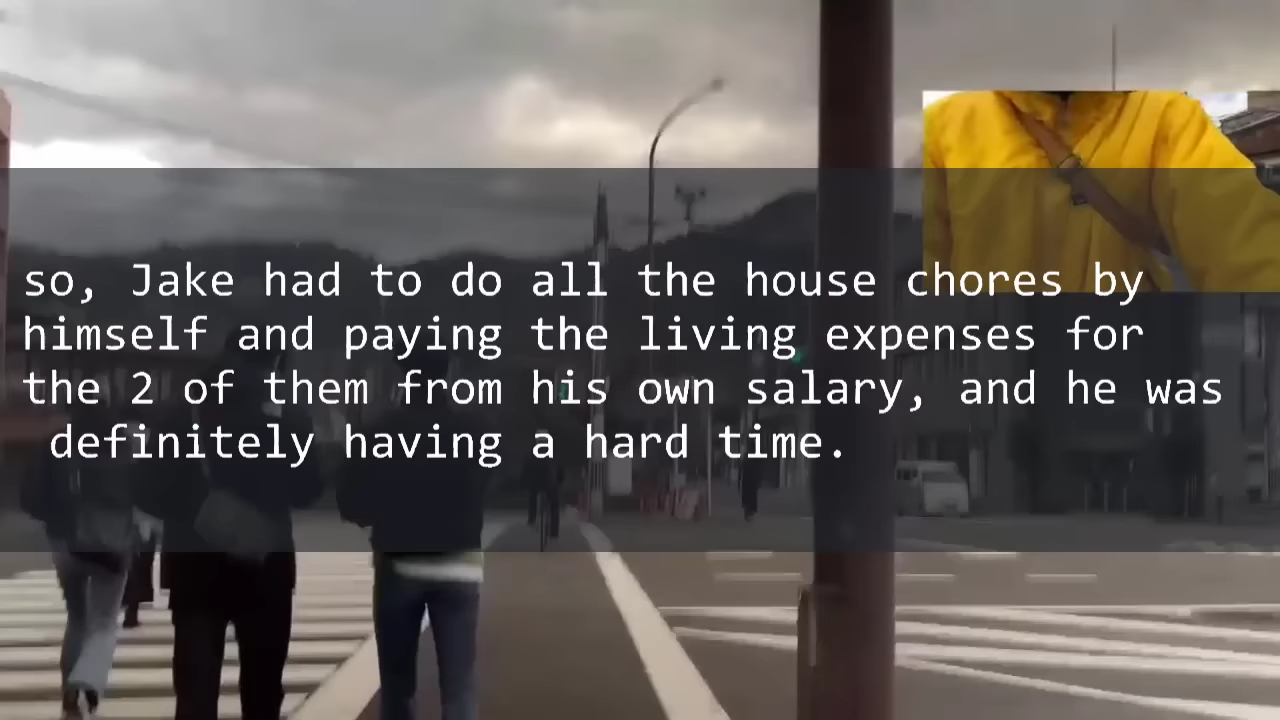 so, Jake had to do all the house chores by
himself and paying the living expenses for
the 2 of them from his own salary, and he was
definitely having a hard time.